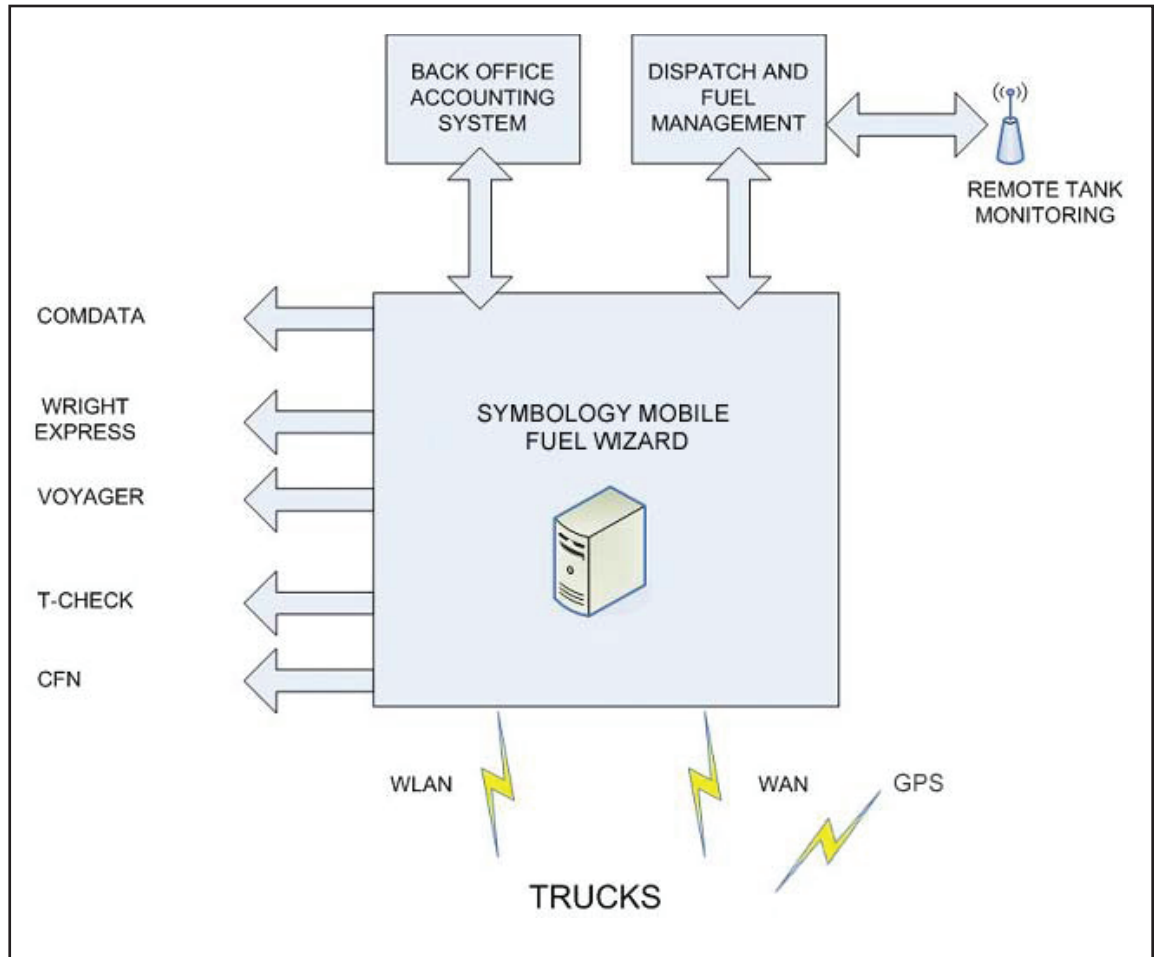 BACK OFFICE
ACCOUNTING
SYSTEM
DISPATCH AND
FUEL
MANAGEMENT
REMOTE TANK
MONITORING
COMDATA
WRIGHT
EXPRESS
VOYAGER
T-CHECK
CFN
SYMBOLOGY MOBILE
FUEL WIZARD
WLAN
WAN
GPS
TRUCKS